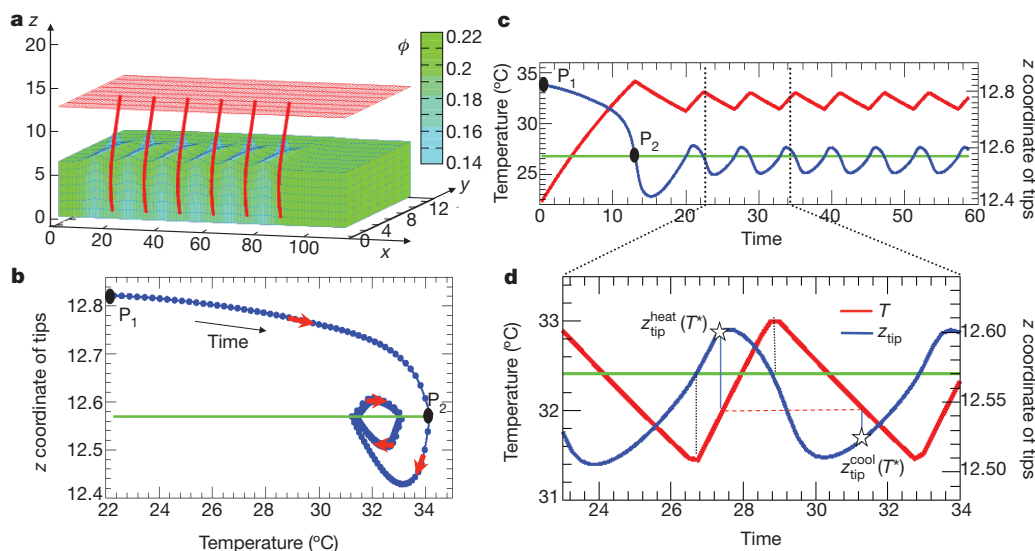 a
z
20
15
10
5
0
ϕ
0.22
0.2
0.18
0.16
0.14
y
12
8
4
0
20 40 60 80 100
x
b
z coordinate of tips
12.8
12.7
12.6
12.5
12.4
P1
Time
P2
22 24 26 28 30 32 34
Temperature (°C)
c
Temperature (°C)
35
30
25
P1
P2
12.8
12.6
12.4
z coordinate of tips
0 10 20 30 40 50 60
Time
d
Temperature (°C)
33
32
31
z_tip^heat (T*)
T
z_tip
z_tip^cool (T*)
12.60
12.55
12.50
z coordinate of tips
24 26 28 30 32 34
Time